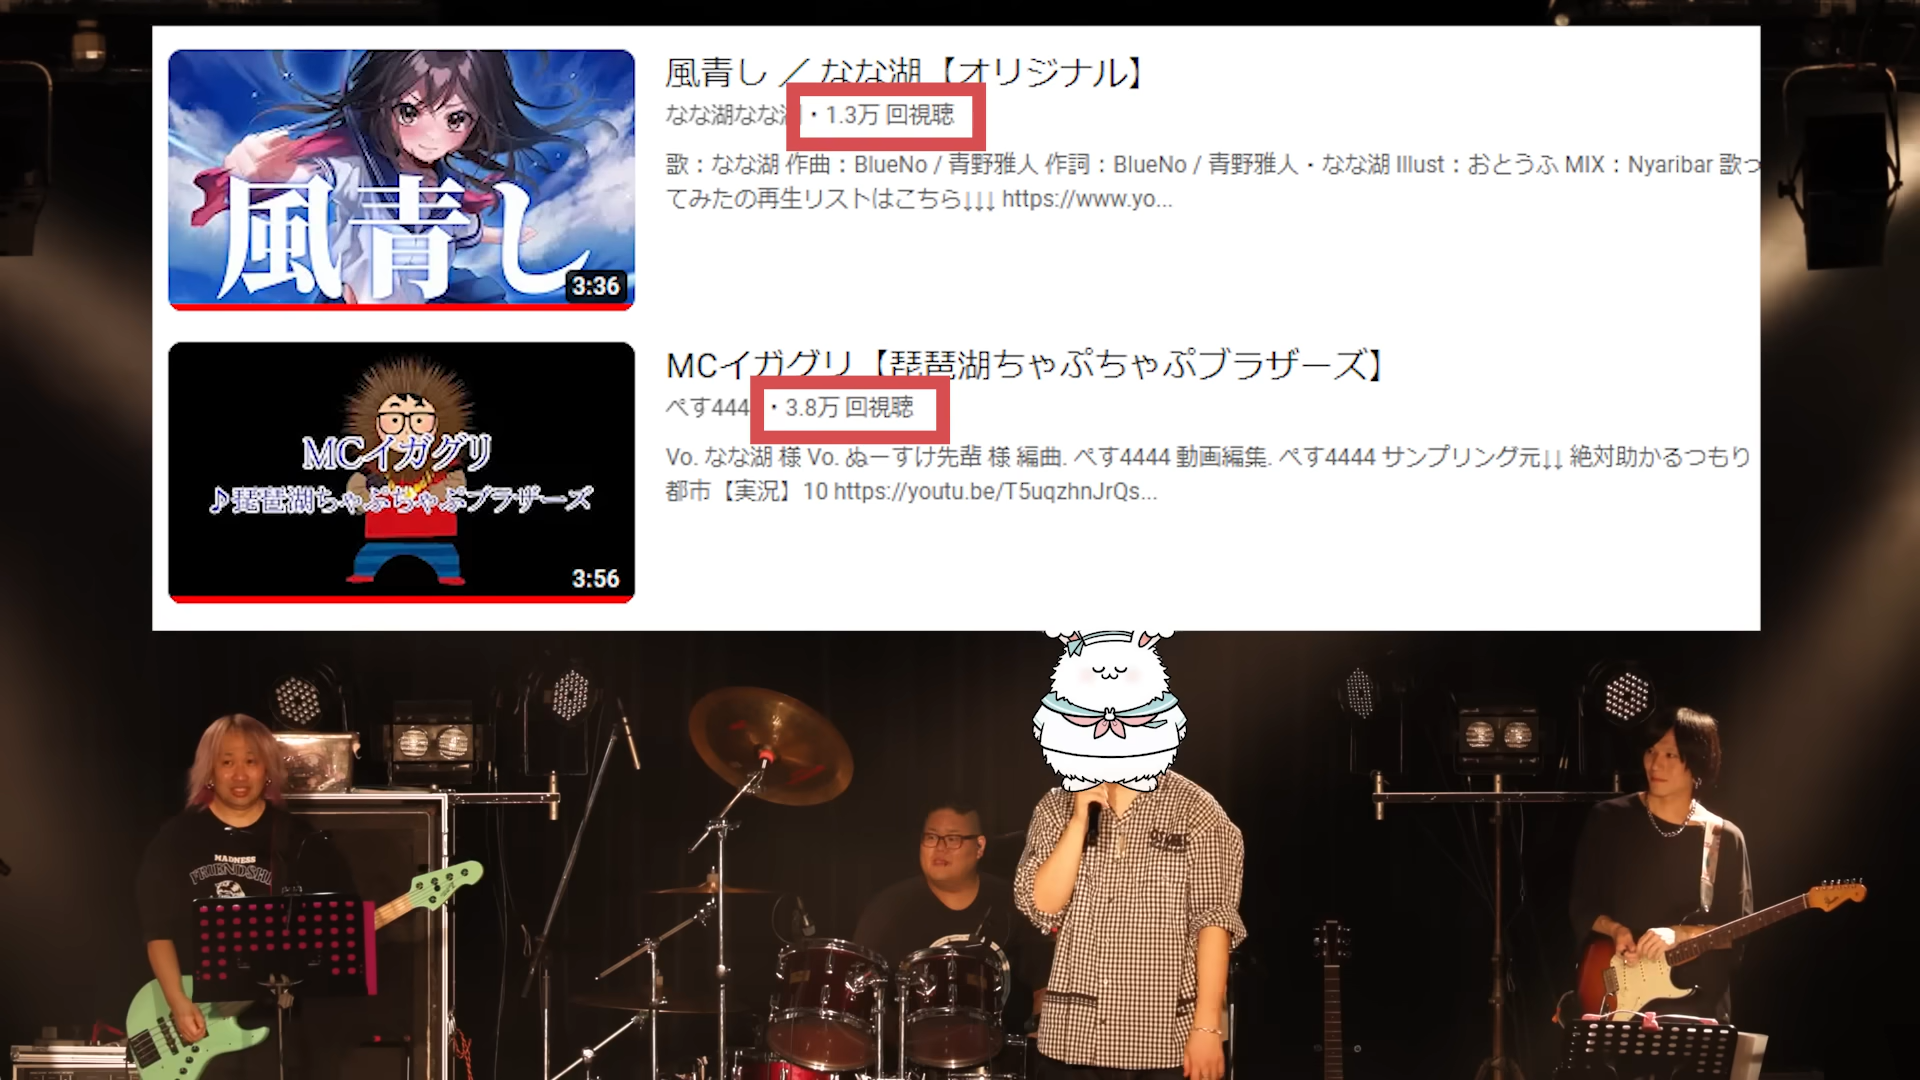 風青し ／ なな湖【オリジナル】
なな湖なな湖・1.3万 回視聴
歌：なな湖 作曲：BlueNo / 青野雅人 作詞：BlueNo / 青野雅人・なな湖 Illust：おとうふ MIX：Nyaribar 歌っ
てみたの再生リストはこちら↓↓↓ https://www.yo...
風青し
3:36
MCイガグリ【琵琶湖ちゃぷちゃぷブラザーズ】
ぺす444・3.8万 回視聴
Vo. なな湖 様 Vo. ぬーすけ先輩 様 編曲. ぺす4444 動画編集. ぺす4444 サンプリング元↓↓ 絶対助かるつもり
都市【実況】10 https://youtu.be/T5uqzhnJrQs...
MCイガグリ
♪琵琶湖ちゃぷちゃぷブラザーズ
3:56
MADNESS